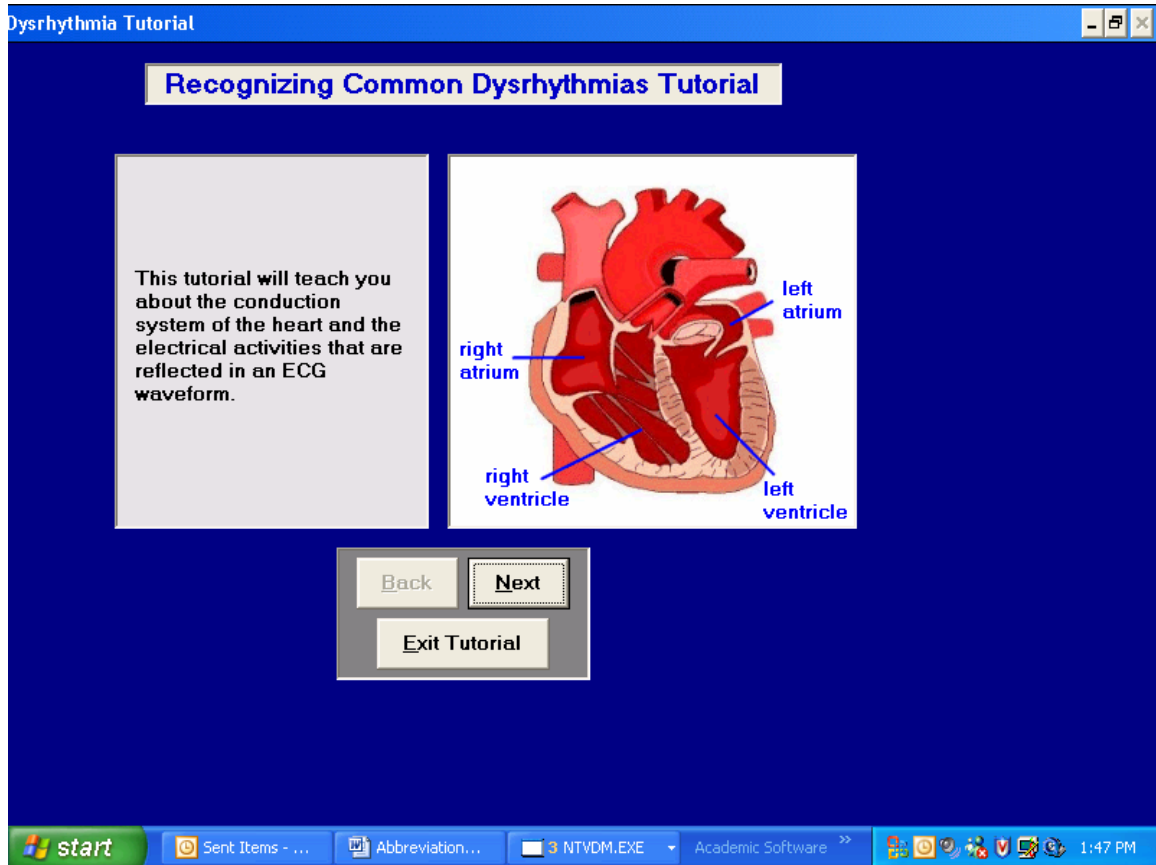 Dysrhythmia Tutorial
Recognizing Common Dysrhythmias Tutorial
This tutorial will teach you
about the conduction
system of the heart and the
electrical activities that are
reflected in an ECG
waveform.
left
atrium
right
atrium
right
ventricle
left
ventricle
Back
Next
Exit Tutorial
start
Sent Items - ...
Abbreviation...
3 NTVDM.EXE
Academic Software
1:47 PM